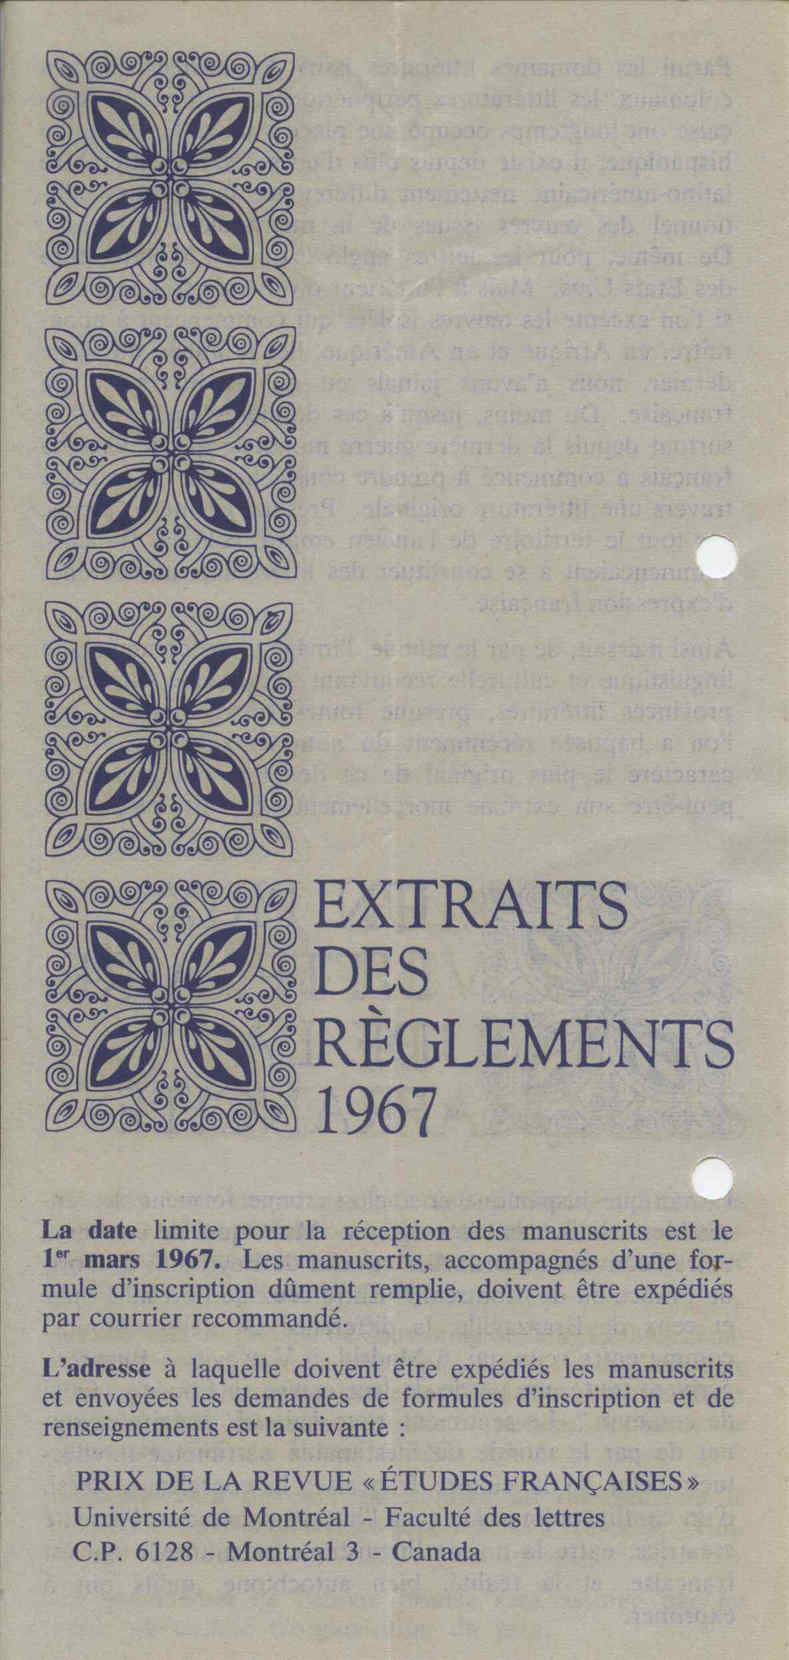 EXTRAITS
DES
RÈGLEMENTS
1967
La date limite pour la réception des manuscrits est le
1er mars 1967. Les manuscrits, accompagnés d'une for-
mule d'inscription dûment remplie, doivent être expédiés
par courrier recommandé.
L'adresse à laquelle doivent être expédiés les manuscrits
et envoyées les demandes de formules d'inscription et de
renseignements est la suivante :
PRIX DE LA REVUE « ÉTUDES FRANÇAISES »
Université de Montréal - Faculté des lettres
C.P. 6128 - Montréal 3 - Canada